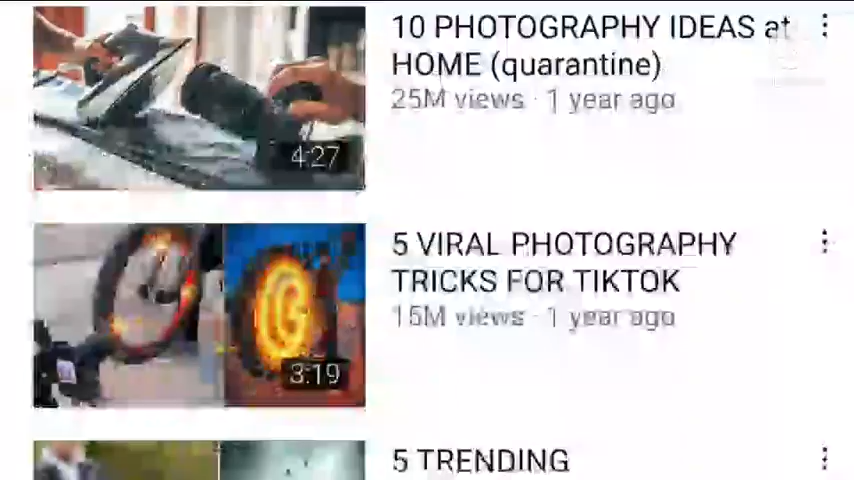 10 PHOTOGRAPHY IDEAS at
HOME (quarantine)
25M views · 1 year ago
4:27
5 VIRAL PHOTOGRAPHY
TRICKS FOR TIKTOK
15M views · 1 year ago
3:19
5 TRENDING